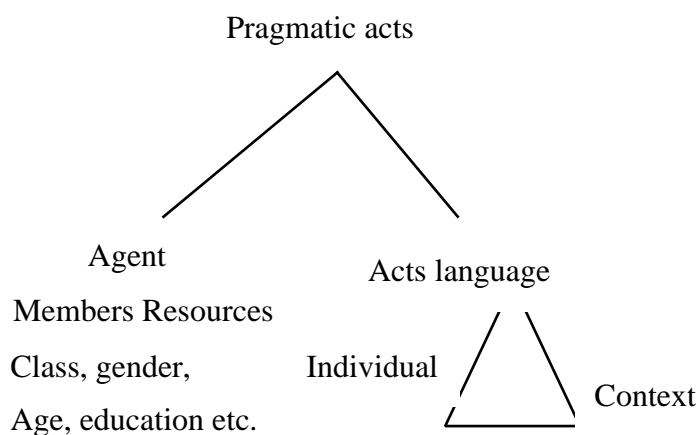 Pragmatic acts
Agent
Acts language
Members Resources
Class, gender,
Individual
Context
Age, education etc.